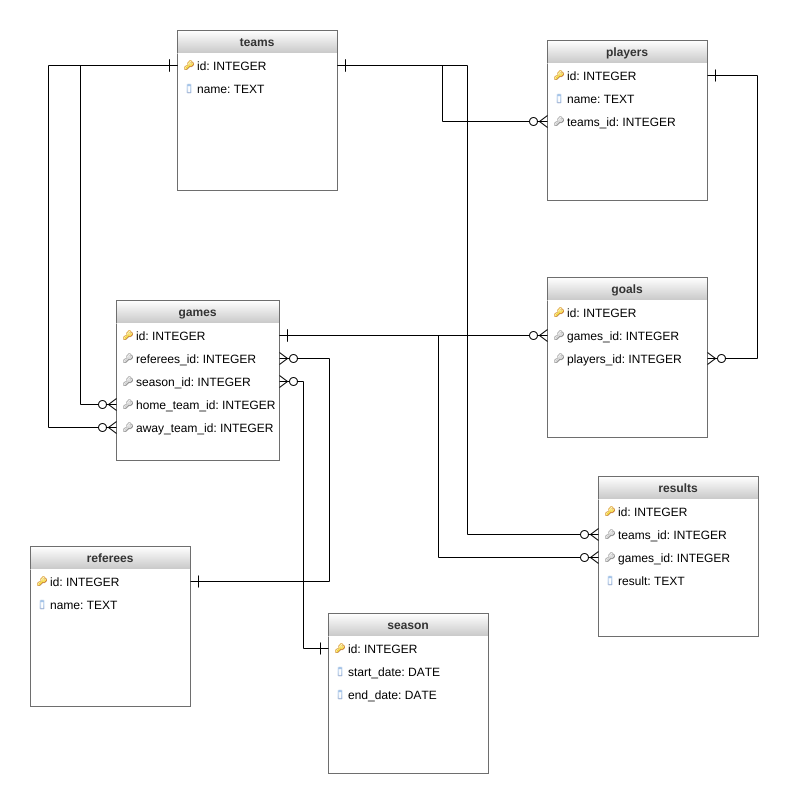 teams
id: INTEGER
name: TEXT
players
id: INTEGER
name: TEXT
teams_id: INTEGER
games
id: INTEGER
referees_id: INTEGER
season_id: INTEGER
home_team_id: INTEGER
away_team_id: INTEGER
goals
id: INTEGER
games_id: INTEGER
players_id: INTEGER
results
id: INTEGER
teams_id: INTEGER
games_id: INTEGER
result: TEXT
referees
id: INTEGER
name: TEXT
season
id: INTEGER
start_date: DATE
end_date: DATE